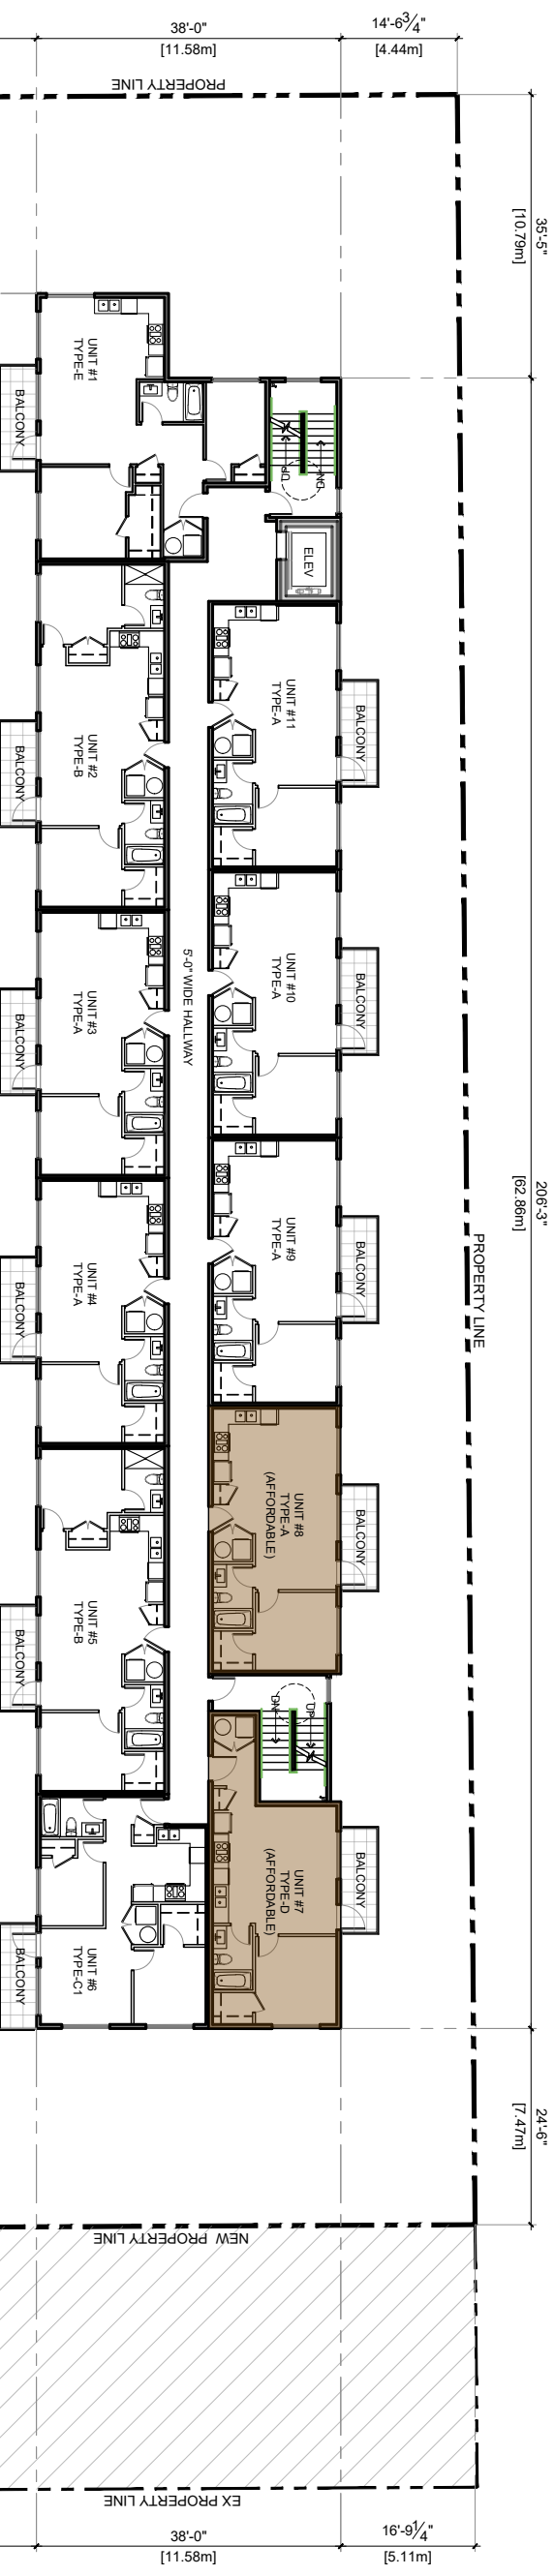 38'-0"
[11.58m]
14'-6 3/4"
[4.44m]
PROPERTY LINE
35'-5"
[10.79m]
UNIT #1
TYPE-E
BALCONY
UP
DN
ELEV
UNIT #11
TYPE-A
BALCONY
UNIT #2
TYPE-B
BALCONY
5'-0" WIDE HALLWAY
UNIT #10
TYPE-A
BALCONY
UNIT #3
TYPE-A
BALCONY
206'-3"
[62.86m]
PROPERTY LINE
UNIT #9
TYPE-A
BALCONY
UNIT #4
TYPE-A
BALCONY
UNIT #8
TYPE-A
(AFFORDABLE)
BALCONY
UNIT #5
TYPE-B
BALCONY
DN
UP
UNIT #7
TYPE-D
(AFFORDABLE)
BALCONY
UNIT #6
TYPE-C1
BALCONY
24'-6"
[7.47m]
NEW PROPERTY LINE
EX PROPERTY LINE
38'-0"
[11.58m]
16'-9 1/4"
[5.11m]